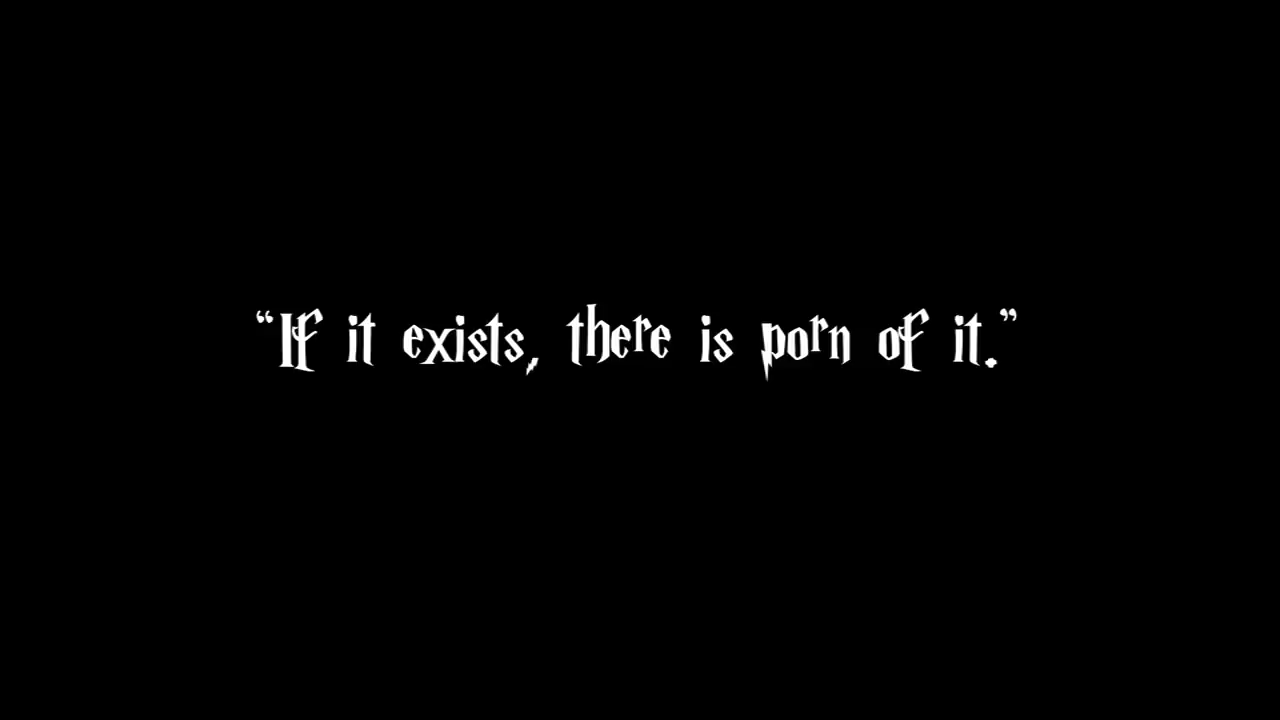 “If it exists, there is porn of it.”